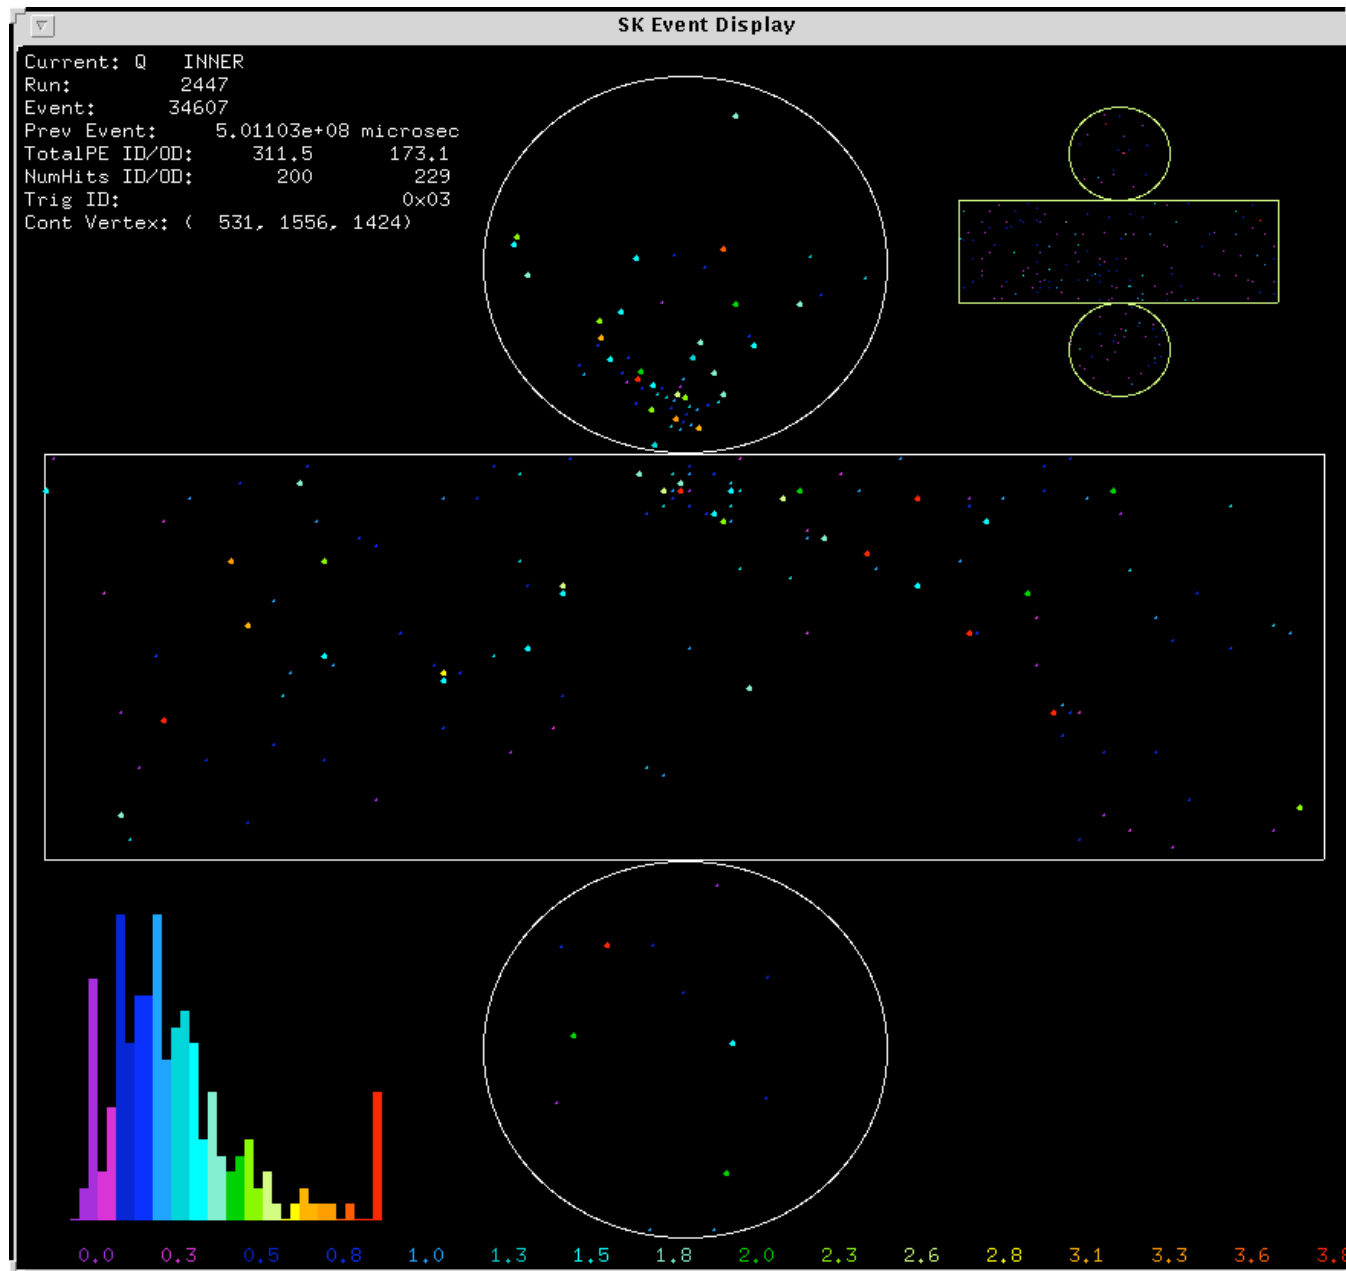 SK Event Display
Current: Q INNER
Run: 2447
Event: 34607
Prev Event: 5.01103e+08 microsec
TotalPE ID/OD: 311.5 173.1
NumHits ID/OD: 200 229
Trig ID: 0x03
Cont Vertex: ( 531, 1556, 1424)
0.0 0.3 0.5 0.8 1.0 1.3 1.5 1.8 2.0 2.3 2.6 2.8 3.1 3.3 3.6 3.8